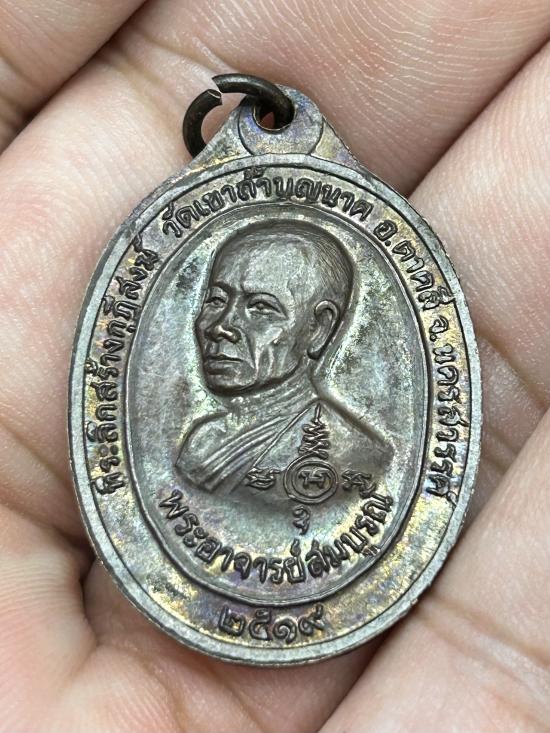 ที่ระลึกสร้างกุฏิสงฆ์ วัดเขาถ้ำบุญนาค อ.ตาคลี จ.นครสวรรค์
พระอาจารย์สมบูรณ์
๒๕๑๙